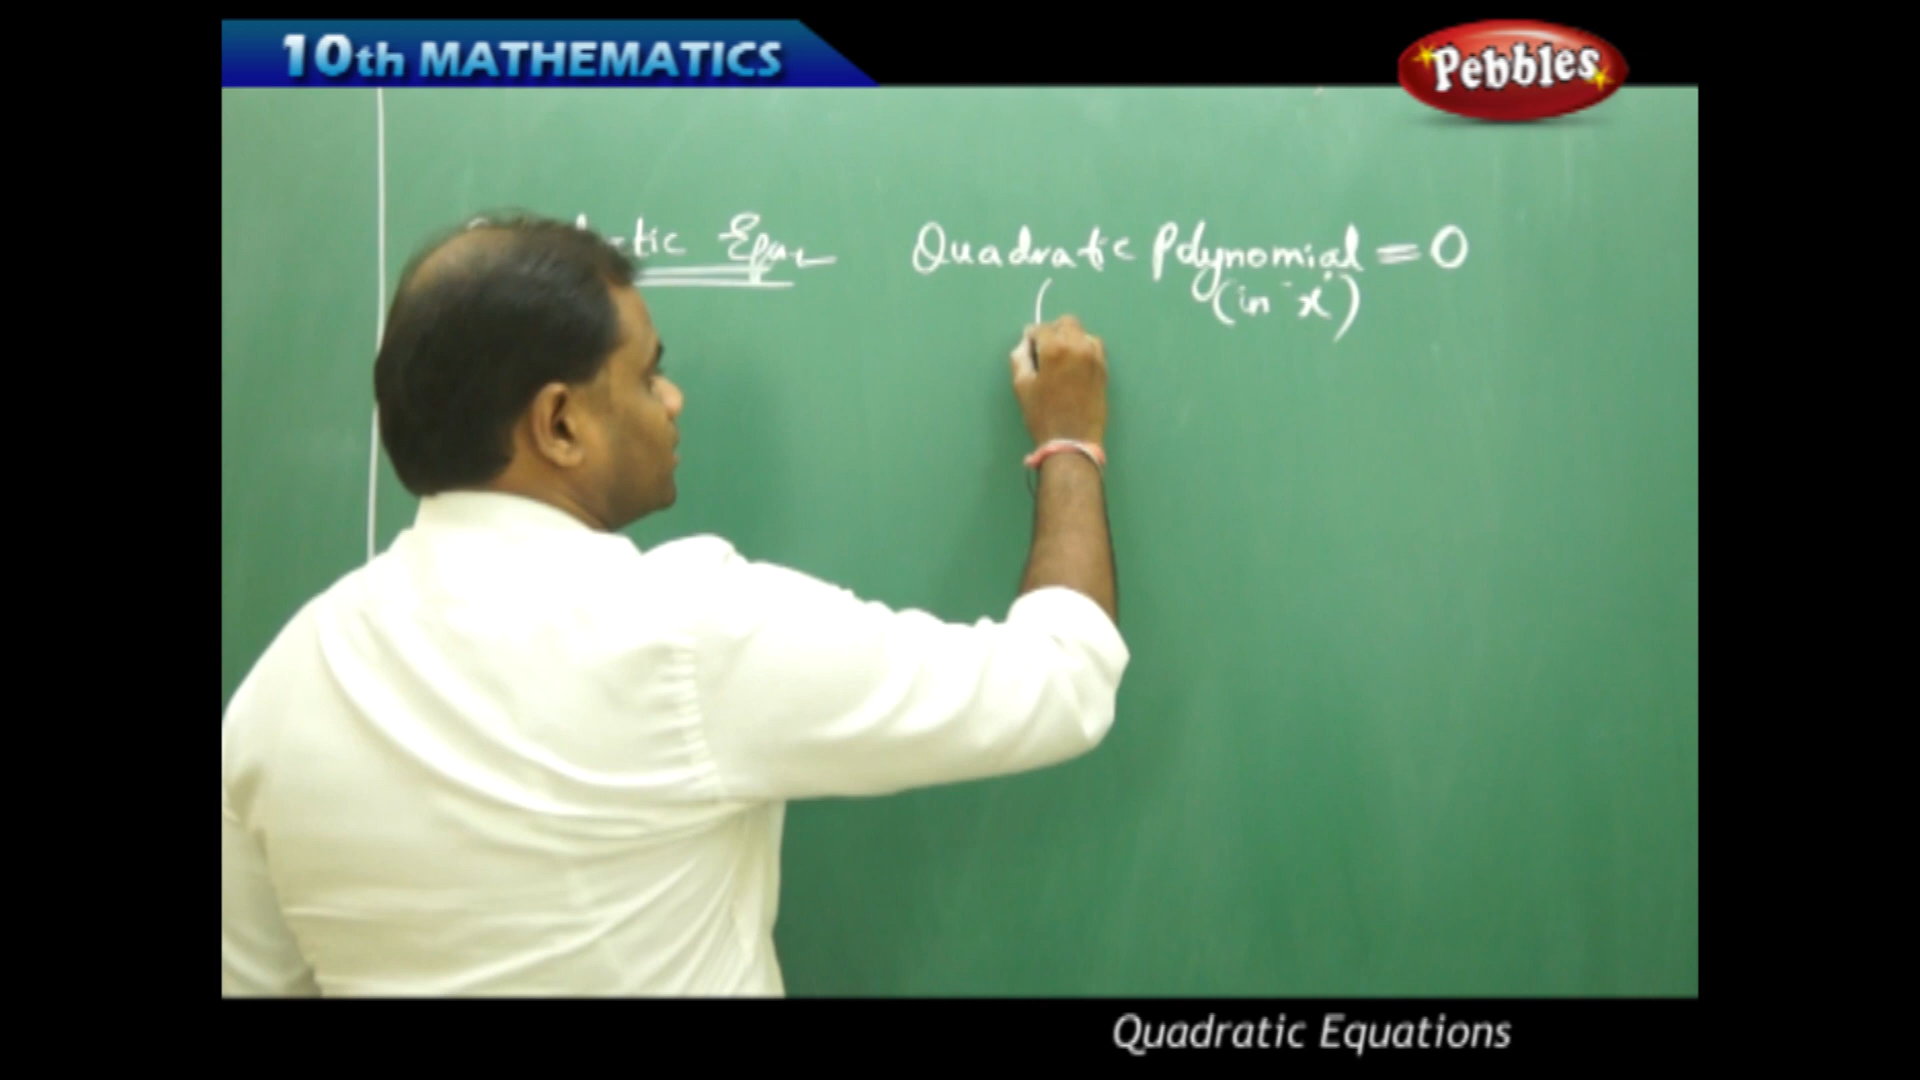 10th MATHEMATICS
Pebbles
Quadratic Polynomial = 0
(in x)
(
Quadratic Equations